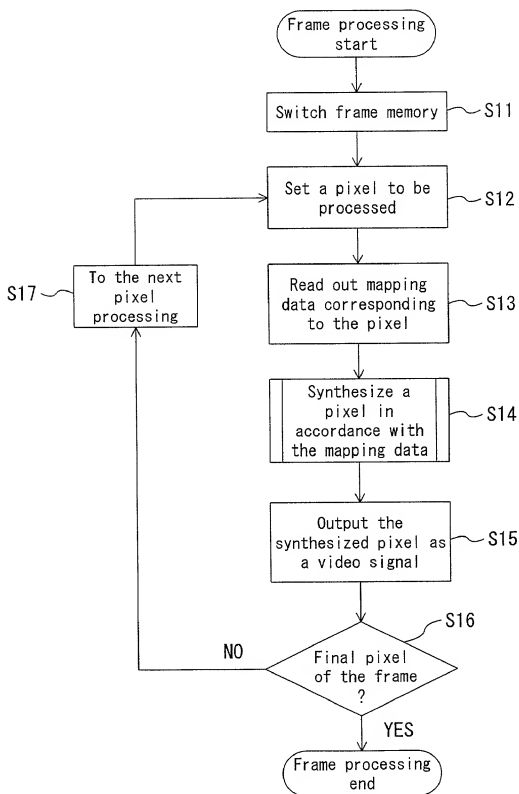 Frame processing
start
Switch frame memory
S11
Set a pixel to be
processed
S12
To the next
pixel
processing
S17
Read out mapping
data corresponding
to the pixel
S13
Synthesize a
pixel in
accordance with
the mapping data
S14
Output the
synthesized pixel as
a video signal
S15
S16
Final pixel
of the frame
?
NO
YES
Frame processing
end